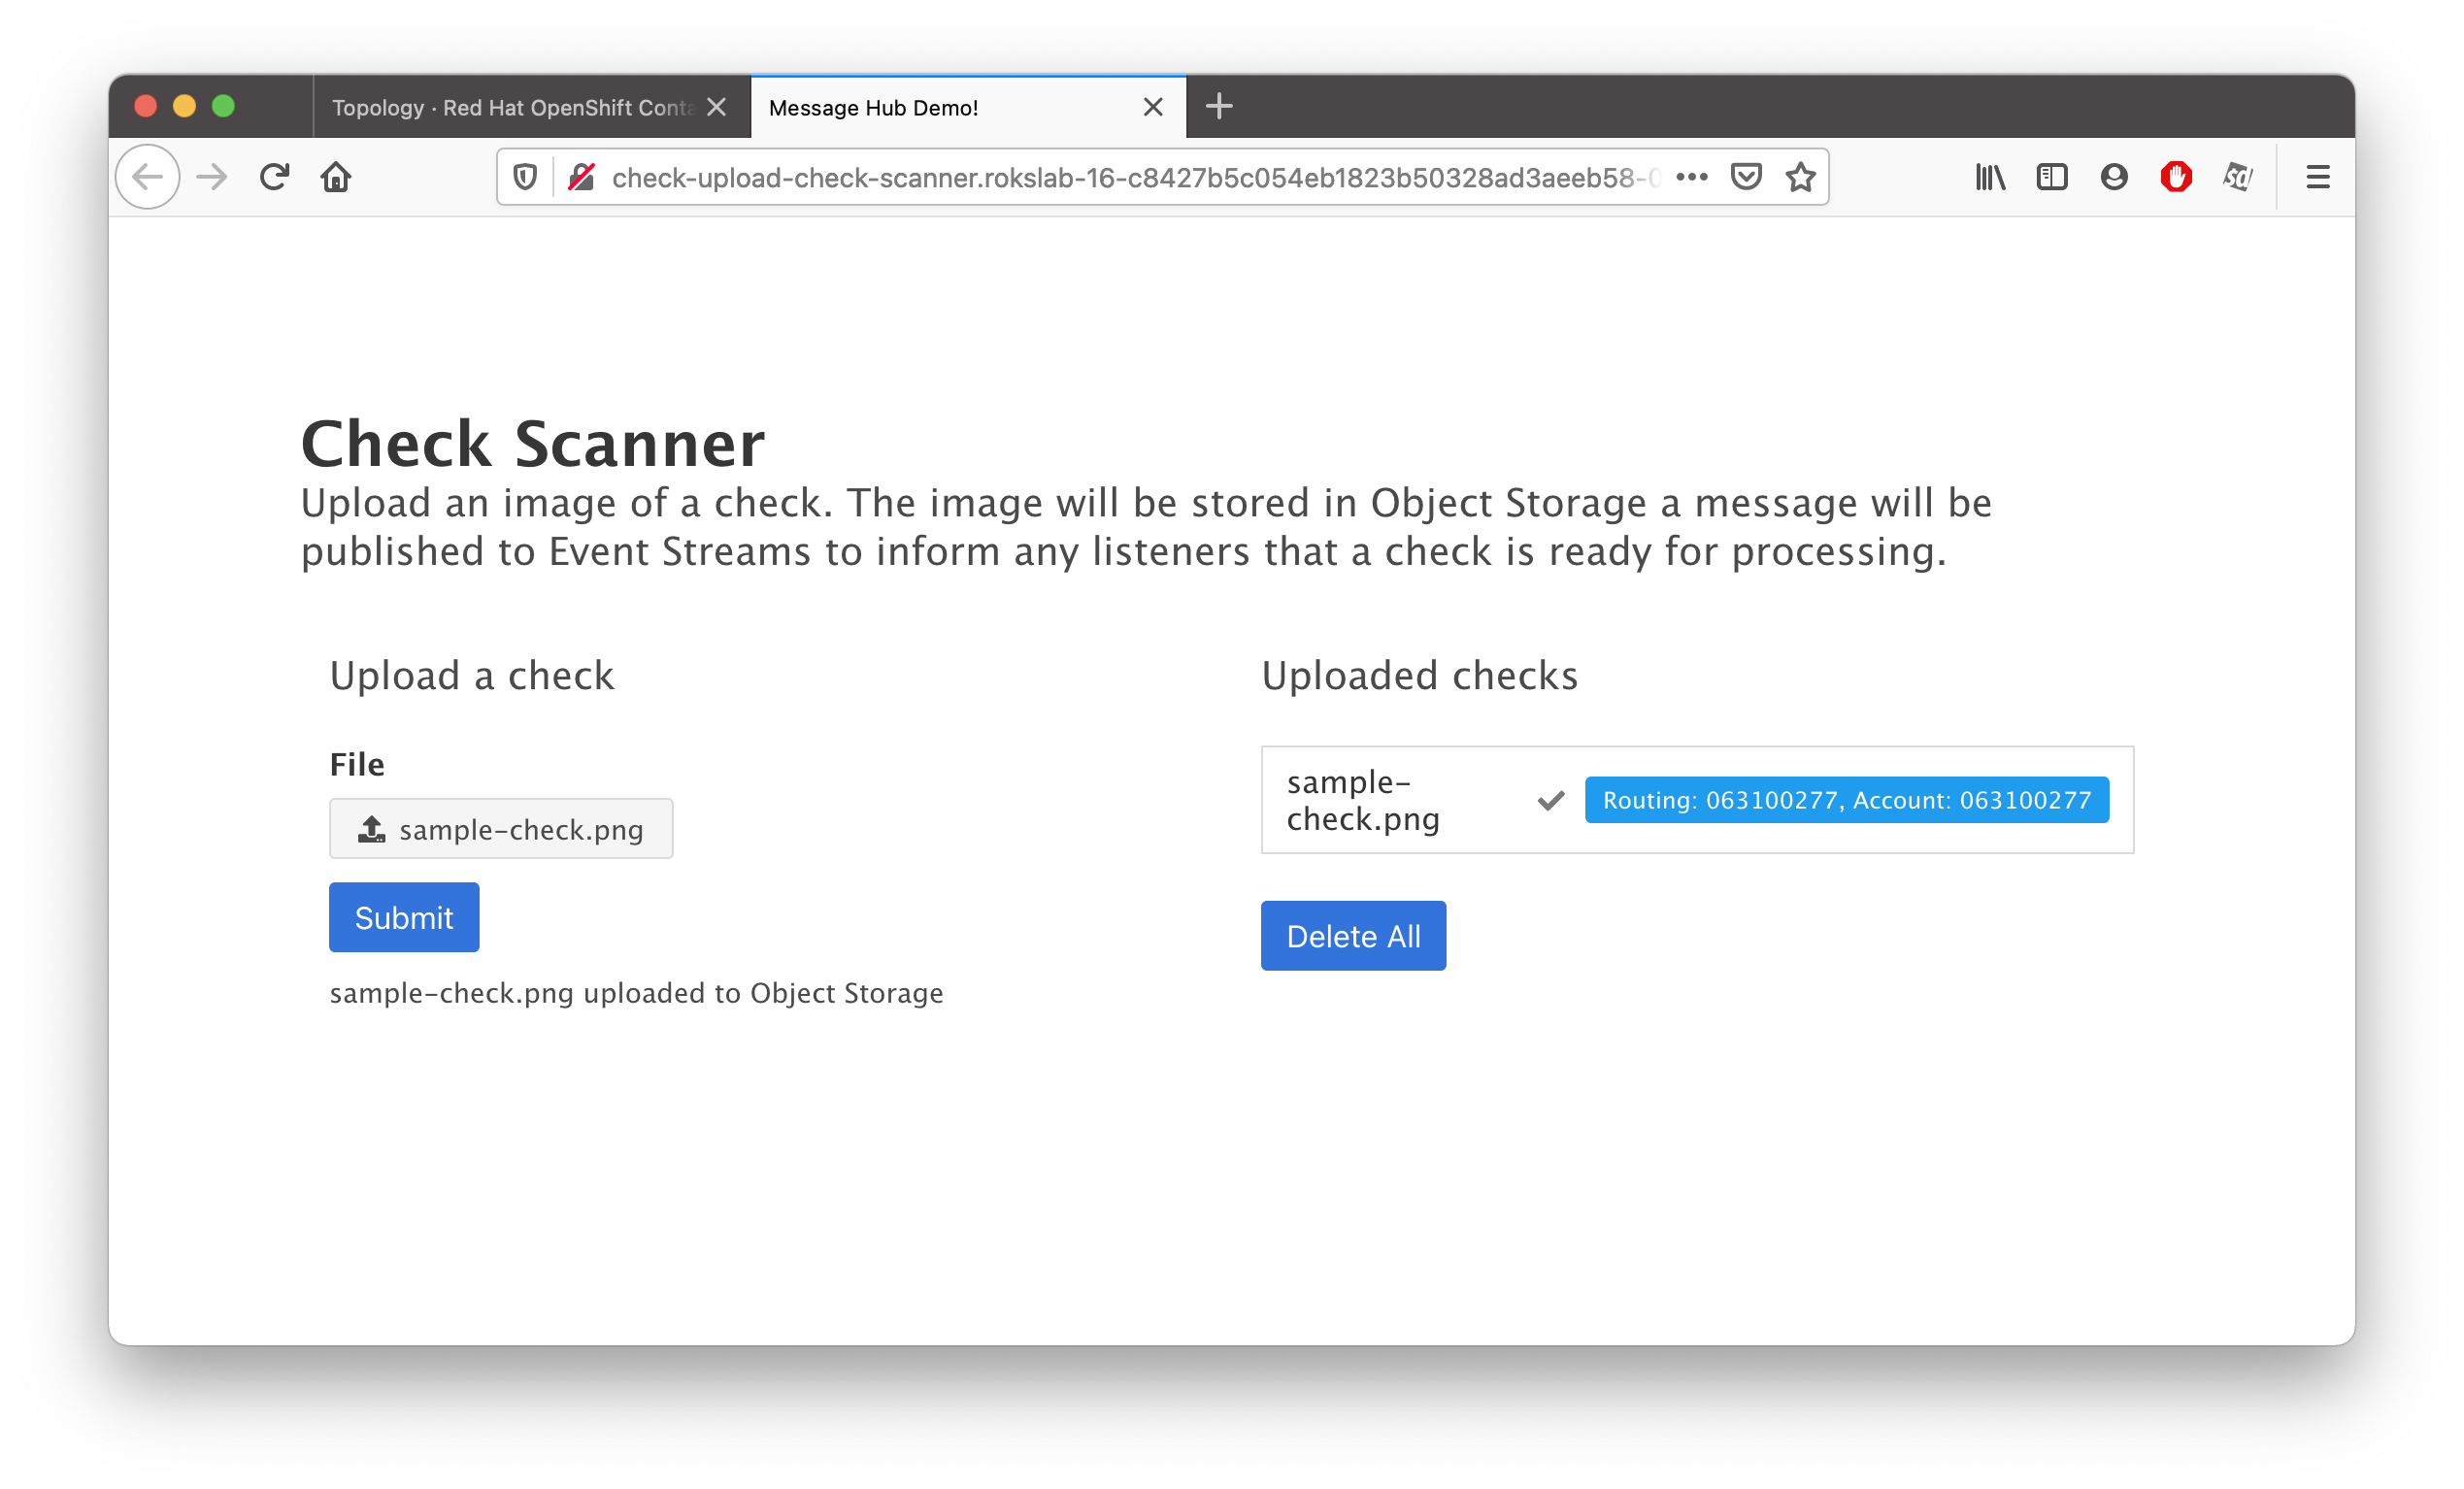 Topology · Red Hat OpenShift Conta
Message Hub Demo!
check-upload-check-scanner.rokslab-16-c8427b5c054eb1823b50328ad3aeeb58-0
Check Scanner
Upload an image of a check. The image will be stored in Object Storage a message will be
published to Event Streams to inform any listeners that a check is ready for processing.
Upload a check
File
sample-check.png
Submit
sample-check.png uploaded to Object Storage
Uploaded checks
sample-
check.png
Routing: 063100277, Account: 063100277
Delete All